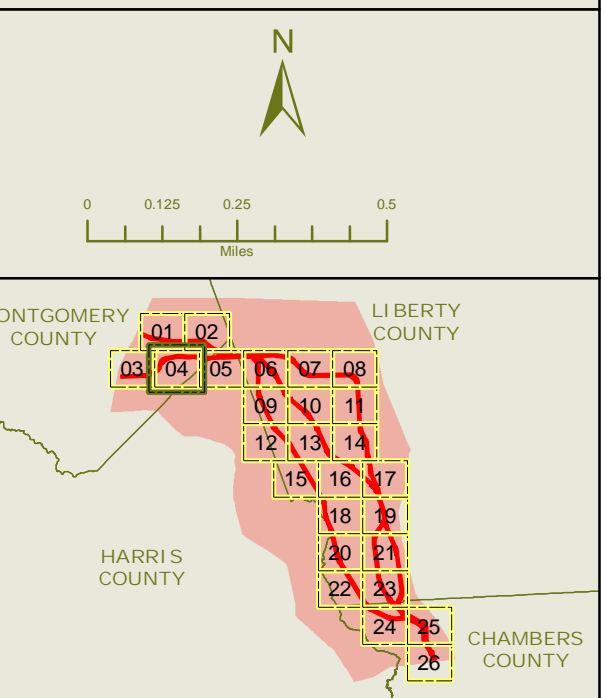 N
0 0.125 0.25 0.5
Miles
ONTGOMERY
COUNTY
LIBERTY
COUNTY
01 02
03 04 05 06 07 08
09 10 11
12 13 14
15 16 17
18 19
20 21
22 23
24 25
26
HARRIS
COUNTY
CHAMBERS
COUNTY